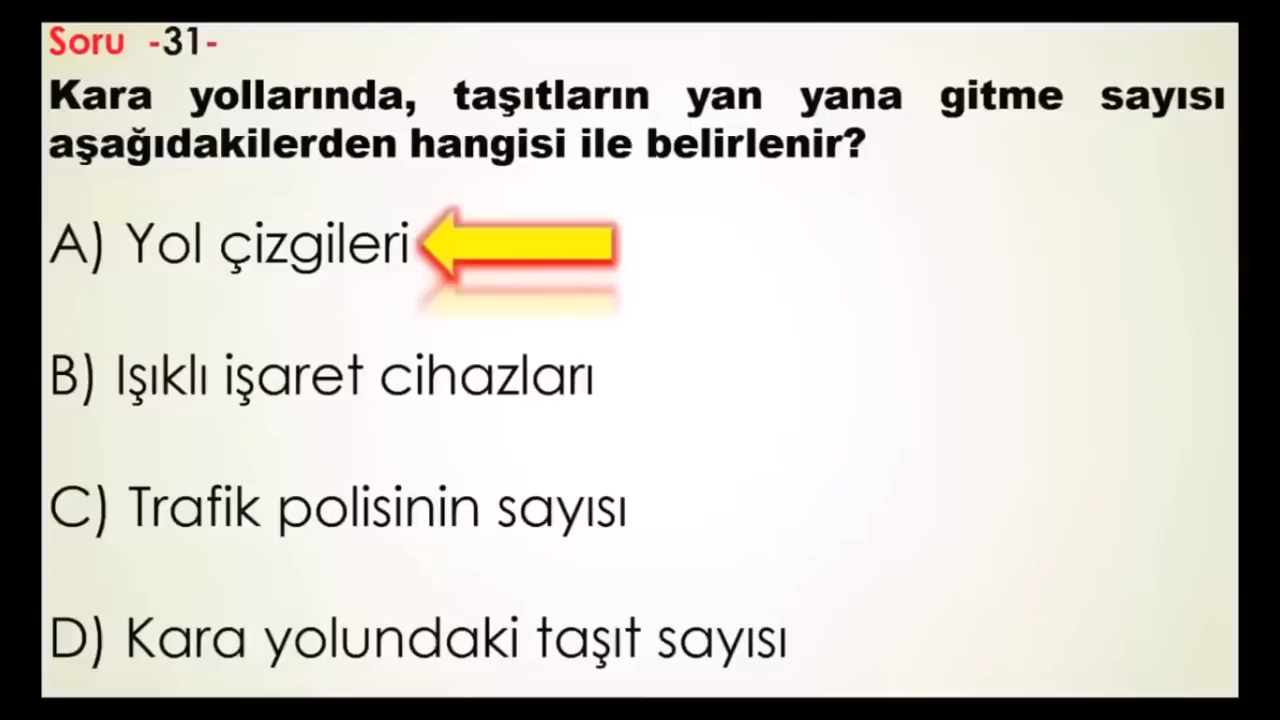 Soru -31-
Kara yollarında, taşıtların yan yana gitme sayısı
aşağıdakilerden hangisi ile belirlenir?
A) Yol çizgileri
B) Işıklı işaret cihazları
C) Trafik polisinin sayısı
D) Kara yolundaki taşıt sayısı